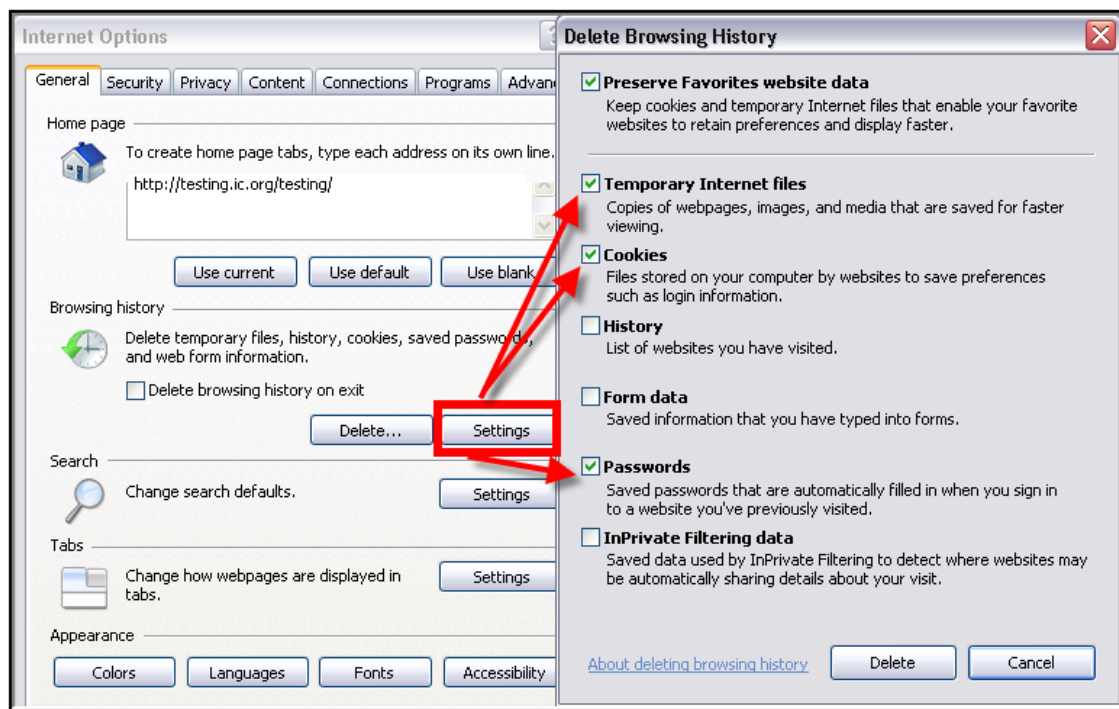 Internet Options
General Security Privacy Content Connections Programs
Home page
To create home page tabs, type each address on its own line.
http://testing.ic.org/testing/
Use current Use default Use blank
Browsing history
Delete temporary files, history, cookies, saved passwords,
and web form information.
Delete browsing history on exit
Delete... Settings
Search
Change search defaults.
Settings
Tabs
Change how webpages are displayed in
tabs.
Settings
Appearance
Colors Languages Fonts Accessibility
Delete Browsing History
Preserve Favorites website data
Keep cookies and temporary Internet files that enable your favorite
websites to retain preferences and display faster.
Temporary Internet files
Copies of webpages, images, and media that are saved for faster
viewing.
Cookies
Files stored on your computer by websites to save preferences
such as login information.
History
List of websites you have visited.
Form data
Saved information that you have typed into forms.
Passwords
Saved passwords that are automatically filled in when you sign in
to a website you've previously visited.
InPrivate Filtering data
Saved data used by InPrivate Filtering to detect where websites may
be automatically sharing details about your visit.
About deleting browsing history Delete Cancel